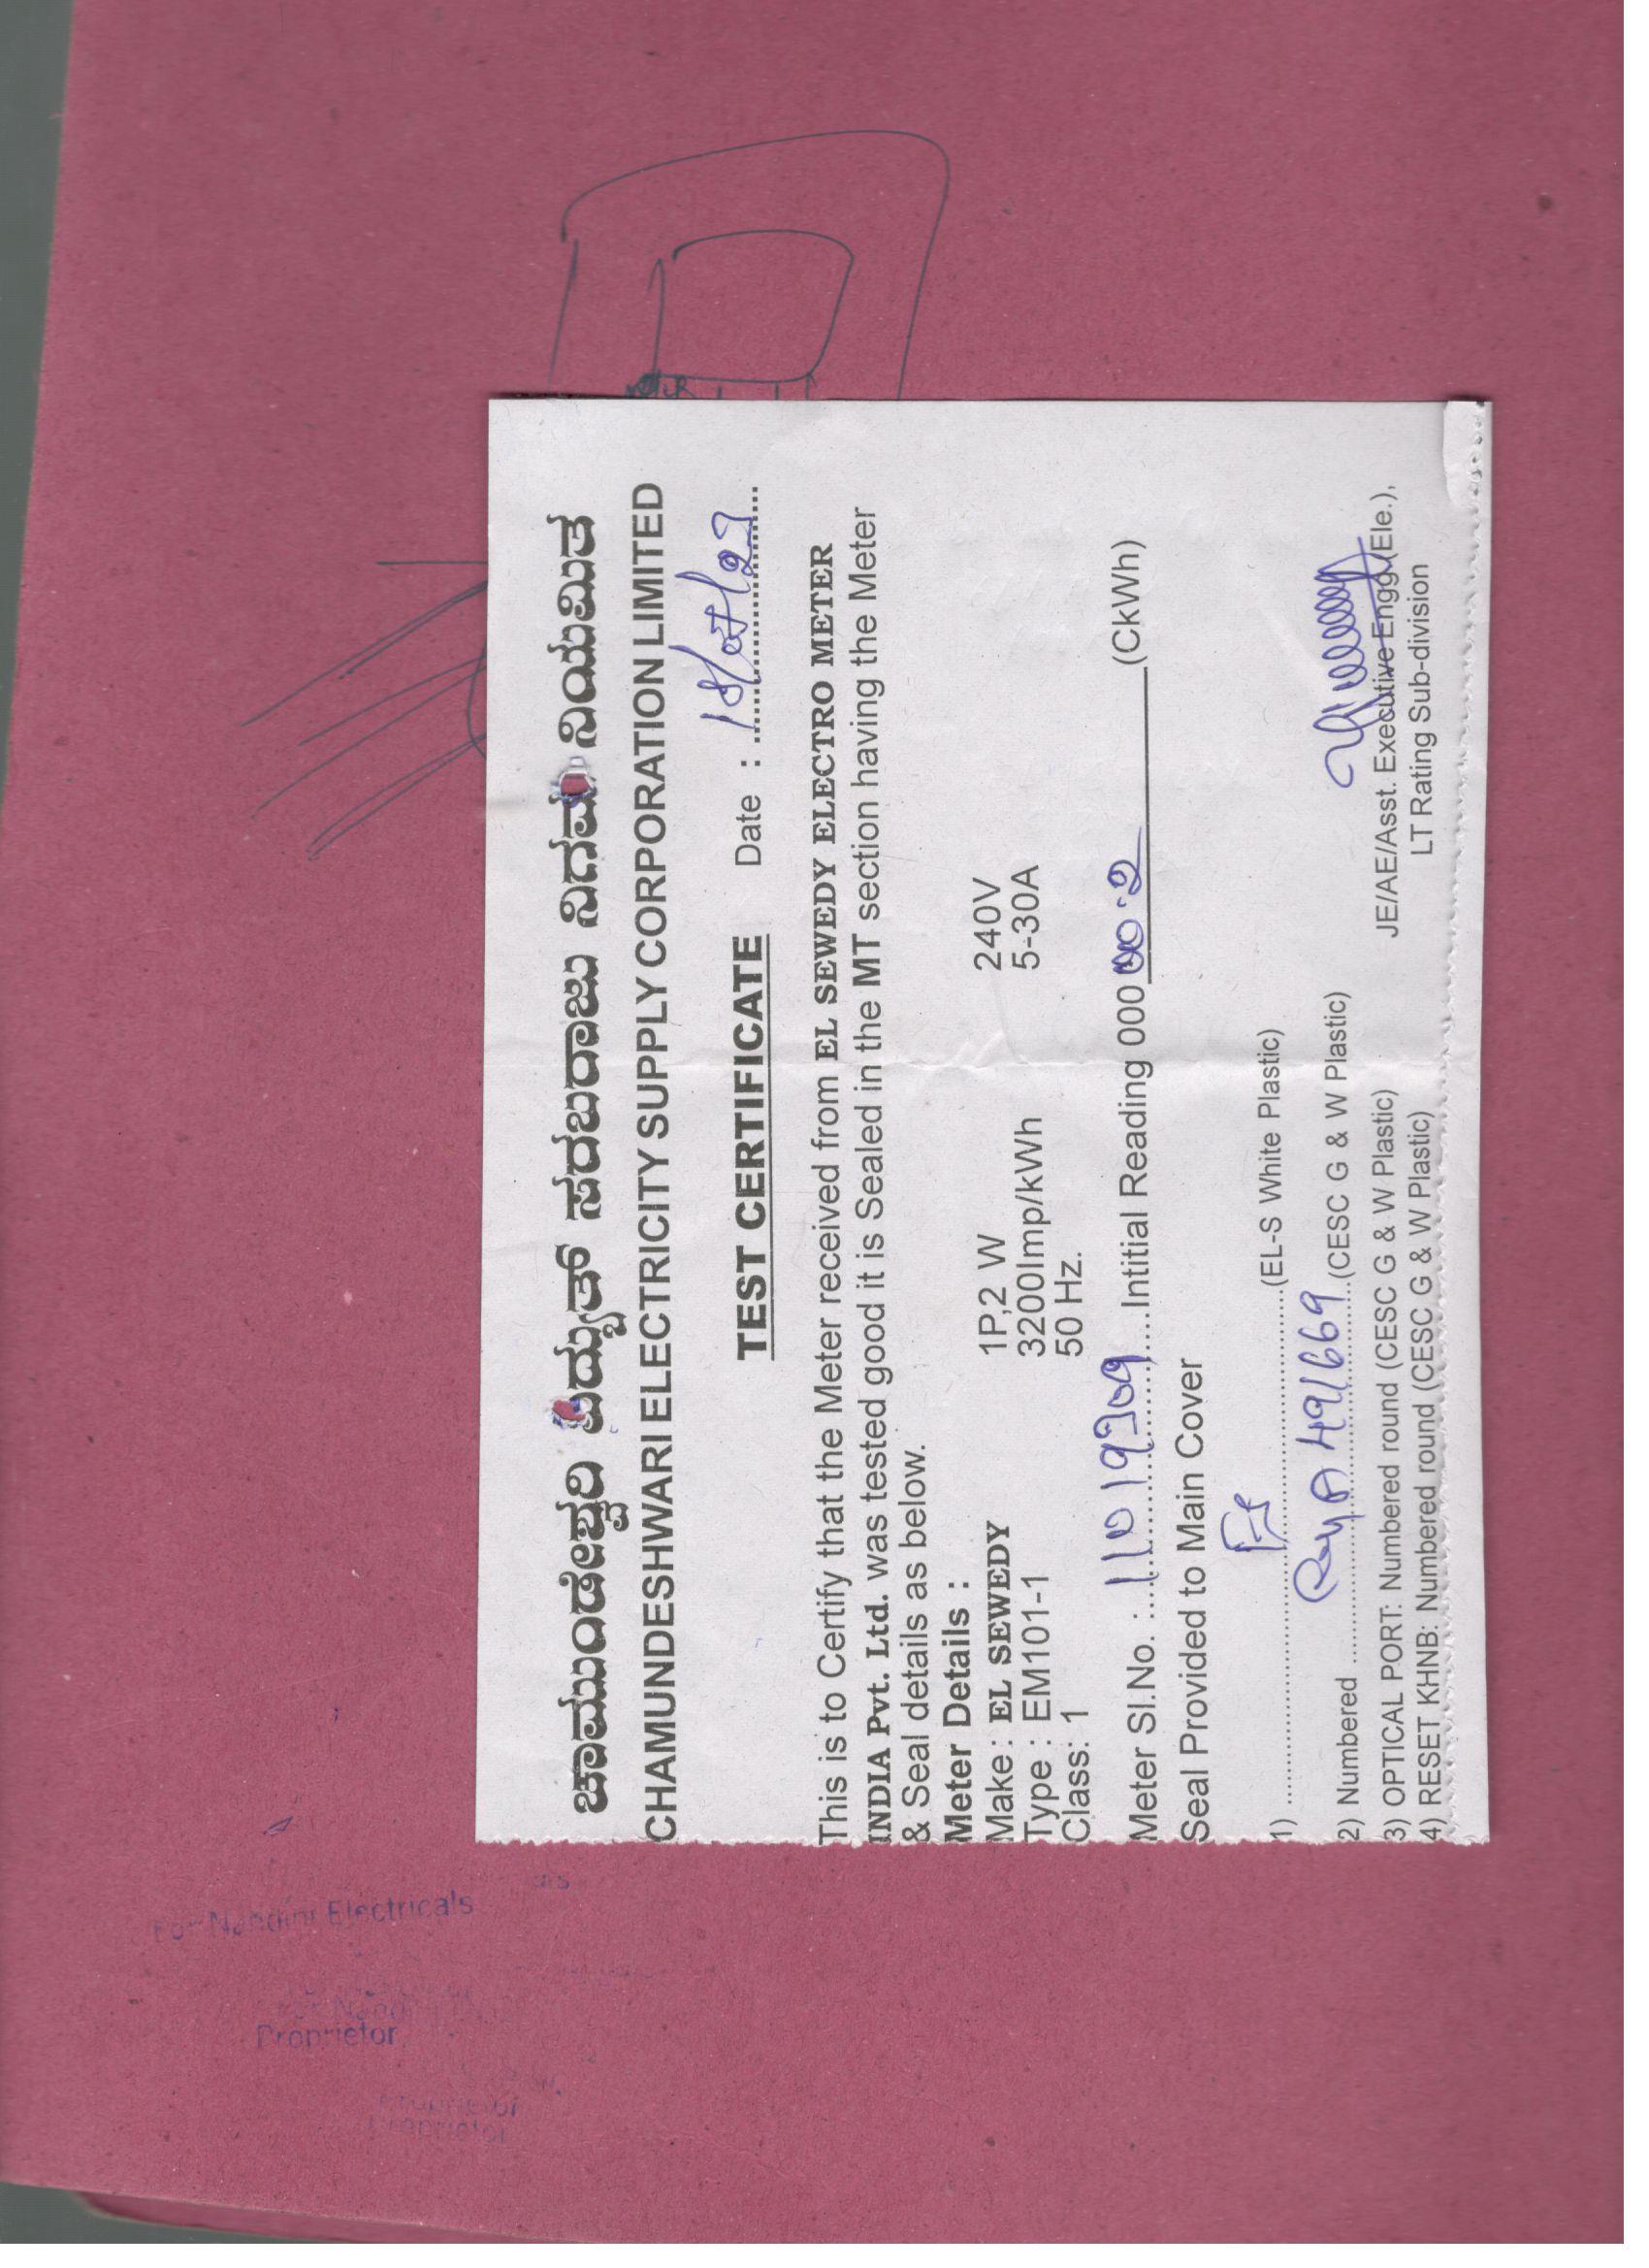 ಚಾಮುಂಡೇಶ್ವರಿ ವಿದ್ಯುತ್ ಸರಬರಾಜು ನಿಗಮ ನಿಯಮಿತ
CHAMUNDESHWARI ELECTRICITY SUPPLY CORPORATION LIMITED
TEST CERTIFICATE Date :
This is to Certify that the Meter received from EL SEWEDY ELECTRO METER
INDIA Pvt. Ltd. was tested good it is Sealed in the MT section having the Meter
& Seal details as below.
Meter Details :
Make : EL SEWEDY 1P,2 W 240V
Type : EM101-1 3200Imp/kWh 5-30A
Class: 1 50 Hz.
Meter Sl.No. : Intitial Reading 000 (CkWh)
Seal Provided to Main Cover
1) (EL-S White Plastic)
2) Numbered 491669 (CESC G & W Plastic)
3) OPTICAL PORT: Numbered round (CESC G & W Plastic)
4) RESET KHNB: Numbered round (CESC G & W Plastic)
JE/AE/Asst. Executive Engg.(Ele.),
LT Rating Sub-division
For Nandini Electricals
Proprietor
Proprietor
Proprietor